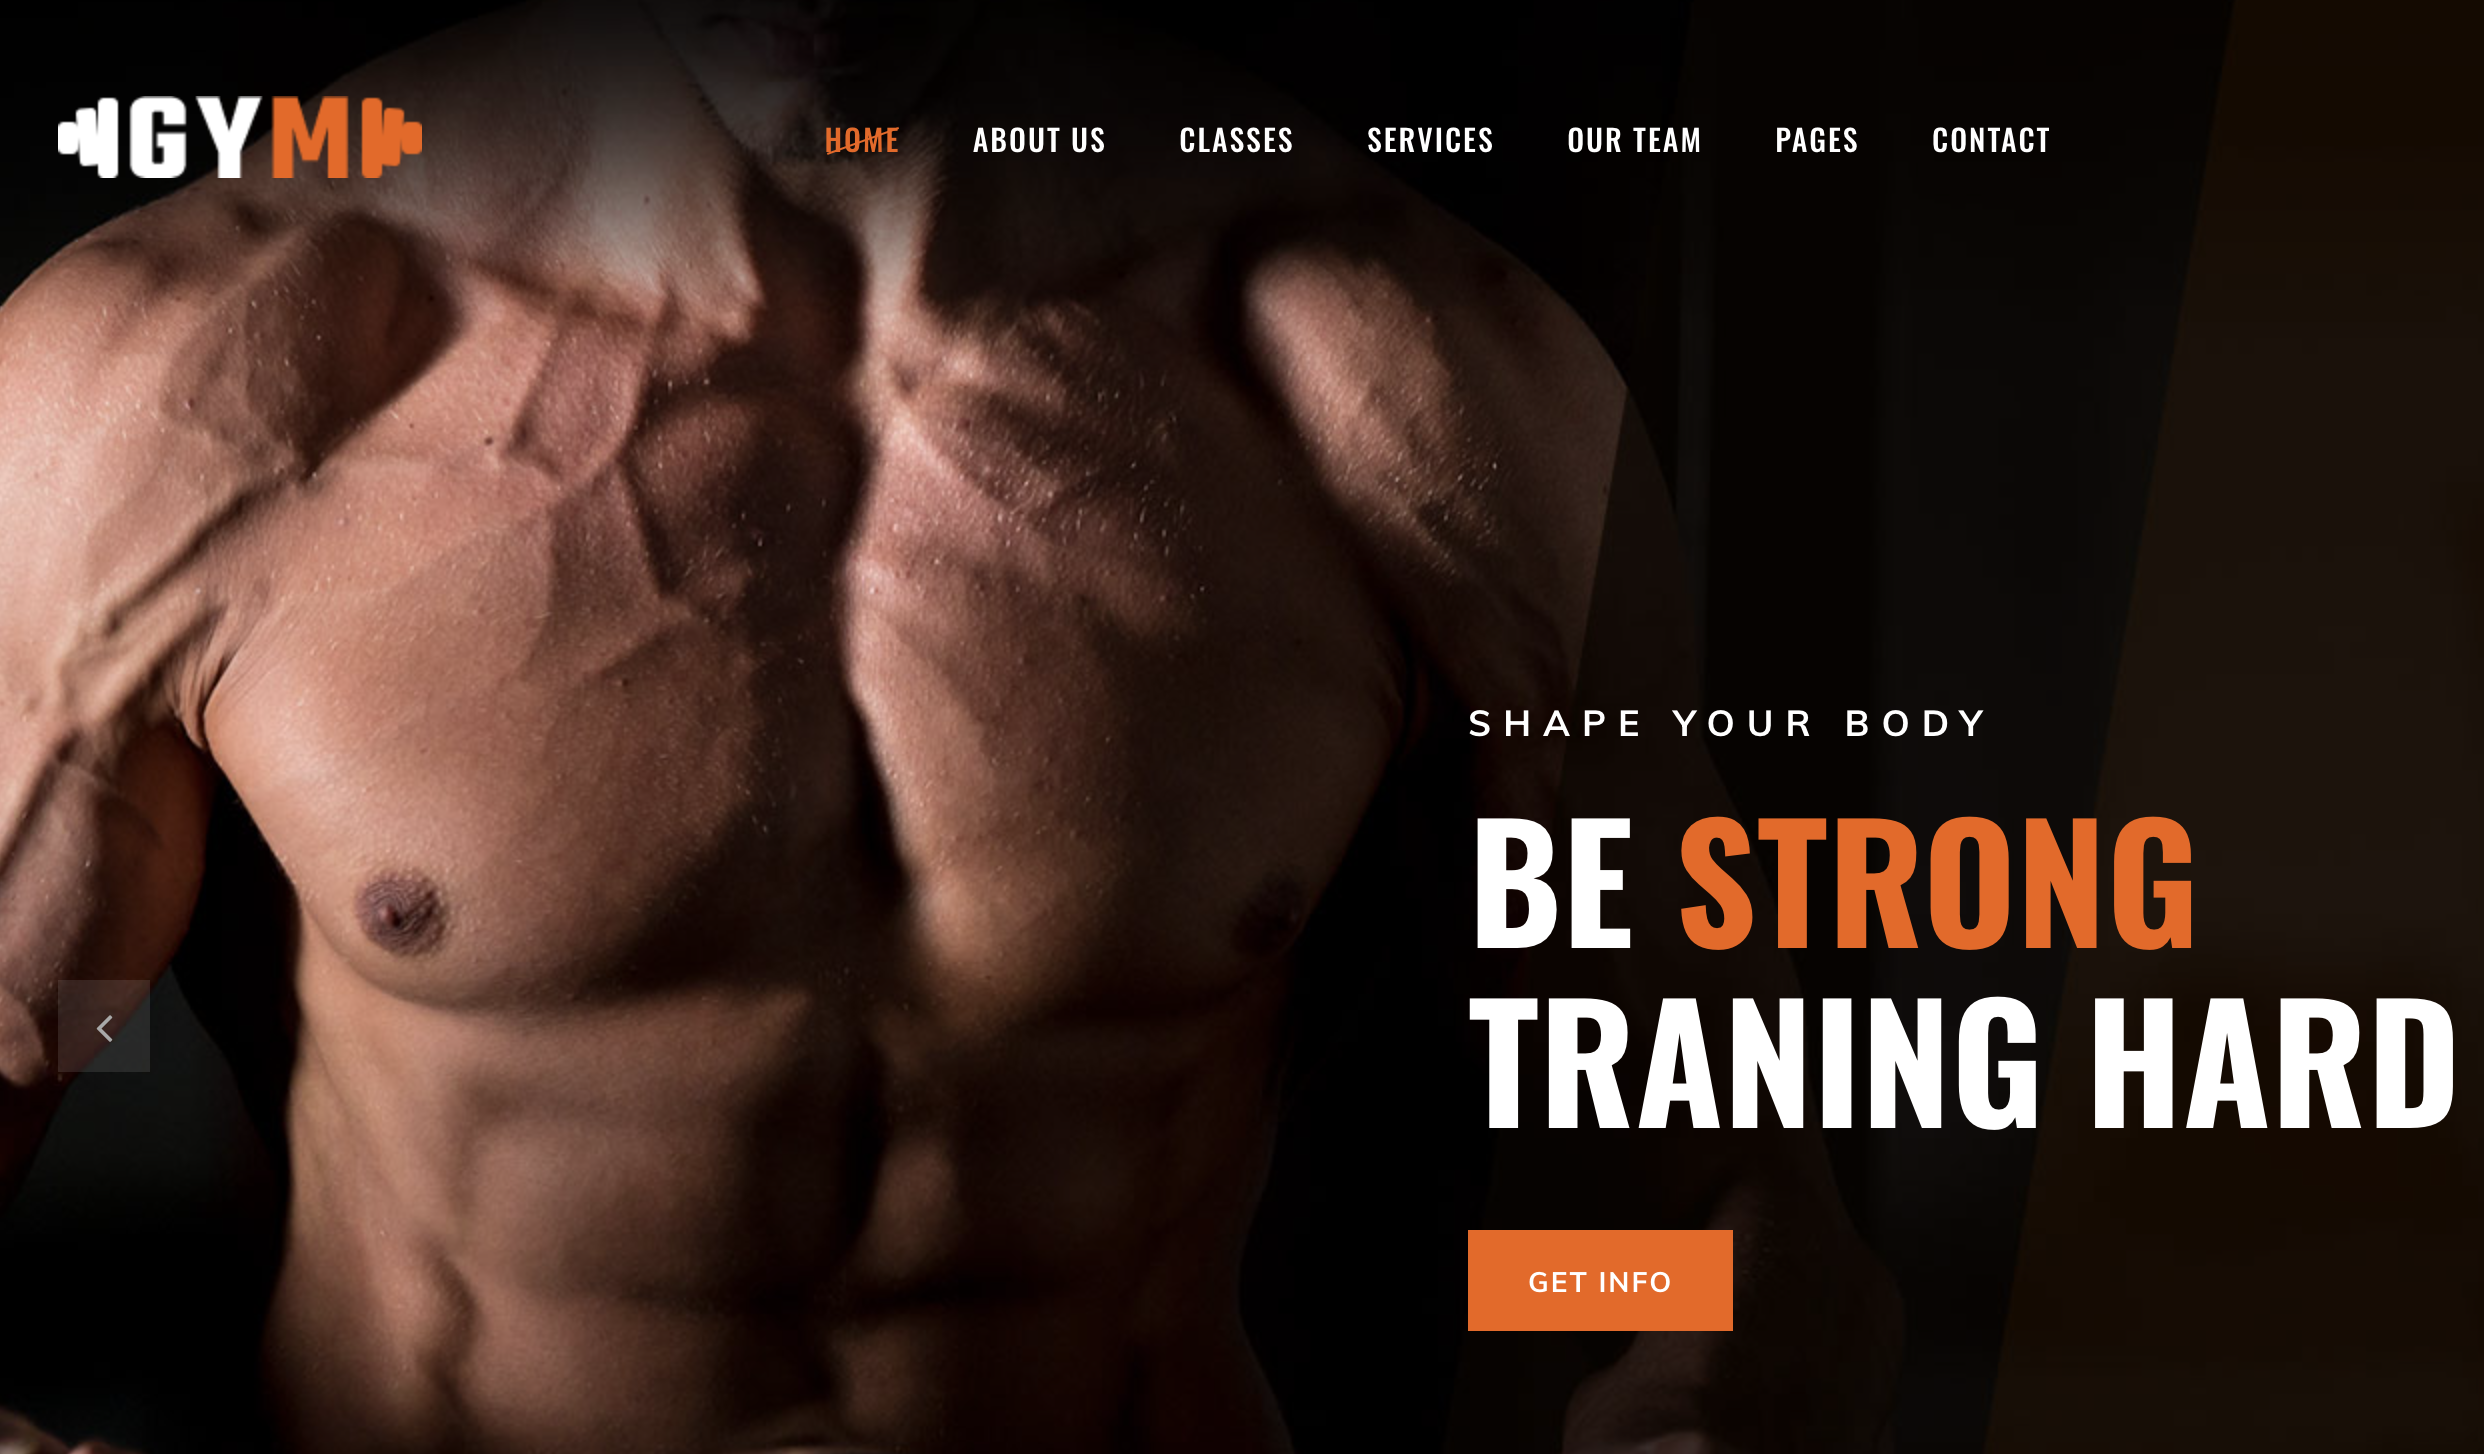 GYM
HOME ABOUT US CLASSES SERVICES OUR TEAM PAGES CONTACT
SHAPE YOUR BODY
BE STRONG
TRANING HARD
GET INFO